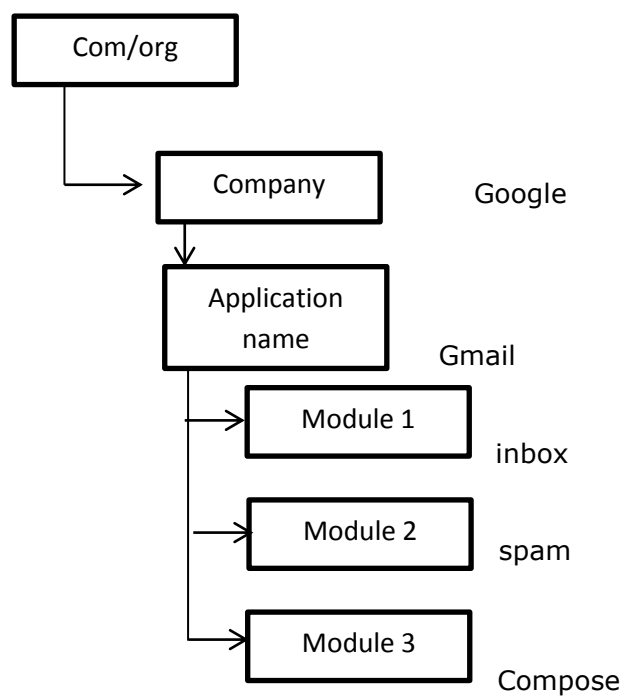 Com/org
Company
Google
Application
name
Gmail
Module 1
inbox
Module 2
spam
Module 3
Compose